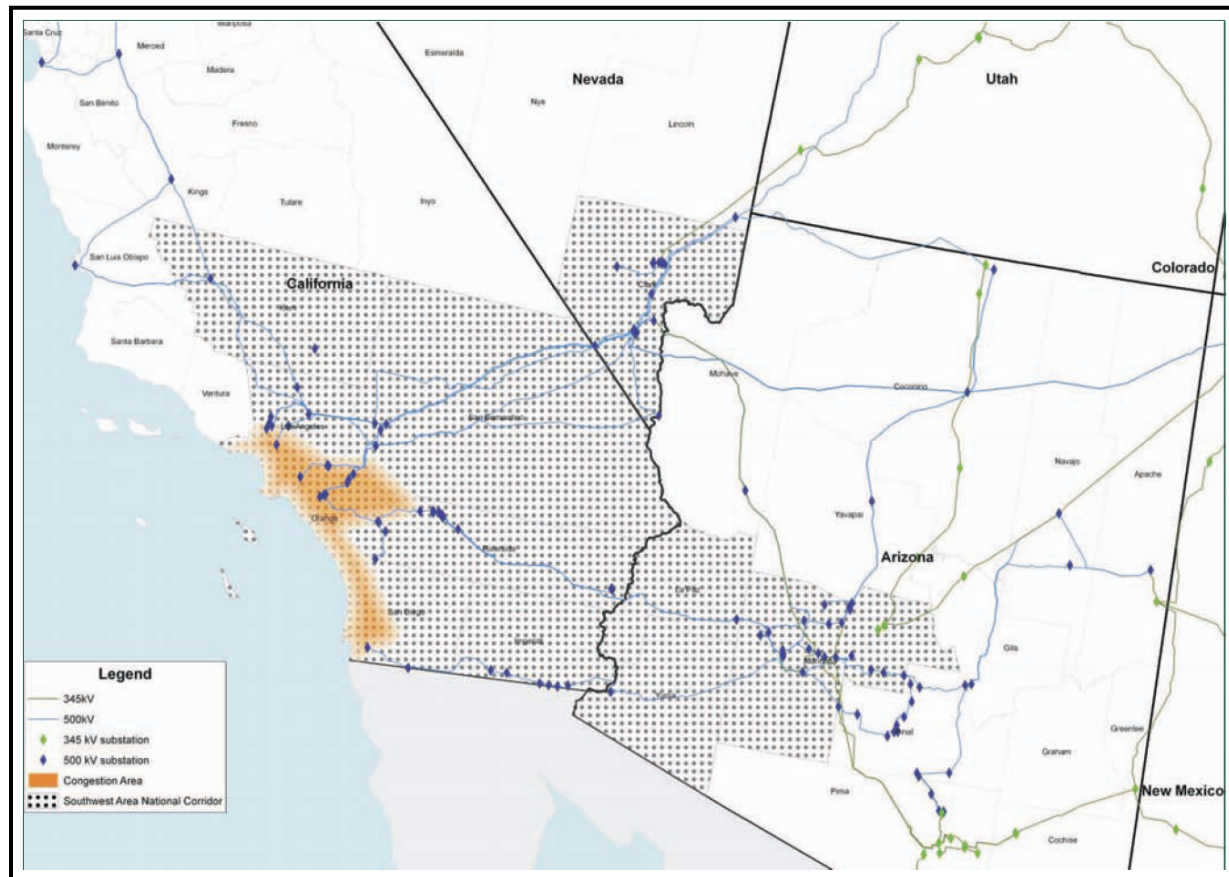 Santa Cruz
Merced
Mariposa
Esmeralda
Nevada
Utah
Madera
San Benito
Nye
Lincoln
Fresno
Monterey
Kings
Tulare
Inyo
San Luis Obispo
Colorado
California
Clark
Kern
Santa Barbara
Mohave
Coconino
Ventura
San Bernardino
Los Angeles
Navajo
Apache
Yavapai
Orange
Arizona
Riverside
La Paz
San Diego
Imperial
Gila
Maricopa
Legend
345kV
500kV
345 kV substation
500 kV substation
Congestion Area
Southwest Area National Corridor
Yuma
Pinal
Greenlee
Graham
Pima
New Mexico
Cochise